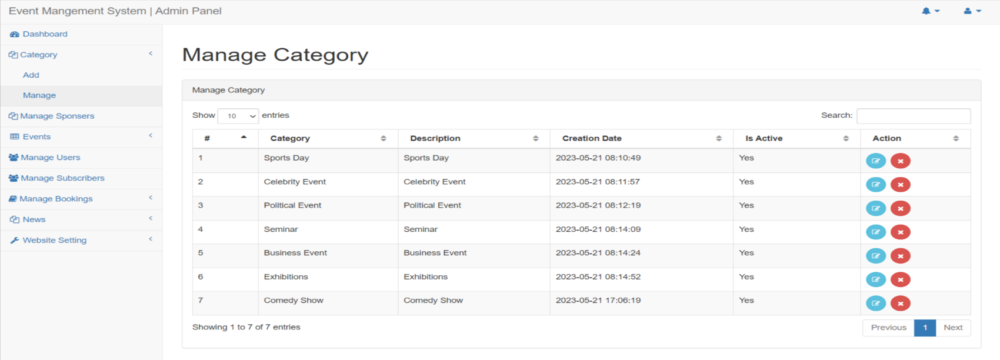 Event Mangement System | Admin Panel
Dashboard
Category
Add
Manage
Manage Sponsers
Events
Manage Users
Manage Subscribers
Manage Bookings
News
Website Setting
Manage Category
Manage Category
Show 10 entries Search:
# Category Description Creation Date Is Active Action
1 Sports Day Sports Day 2023-05-21 08:10:49 Yes
2 Celebrity Event Celebrity Event 2023-05-21 08:11:57 Yes
3 Political Event Political Event 2023-05-21 08:12:19 Yes
4 Seminar Seminar 2023-05-21 08:14:09 Yes
5 Business Event Business Event 2023-05-21 08:14:24 Yes
6 Exhibitions Exhibitions 2023-05-21 08:14:52 Yes
7 Comedy Show Comedy Show 2023-05-21 17:06:19 Yes
Showing 1 to 7 of 7 entries Previous 1 Next